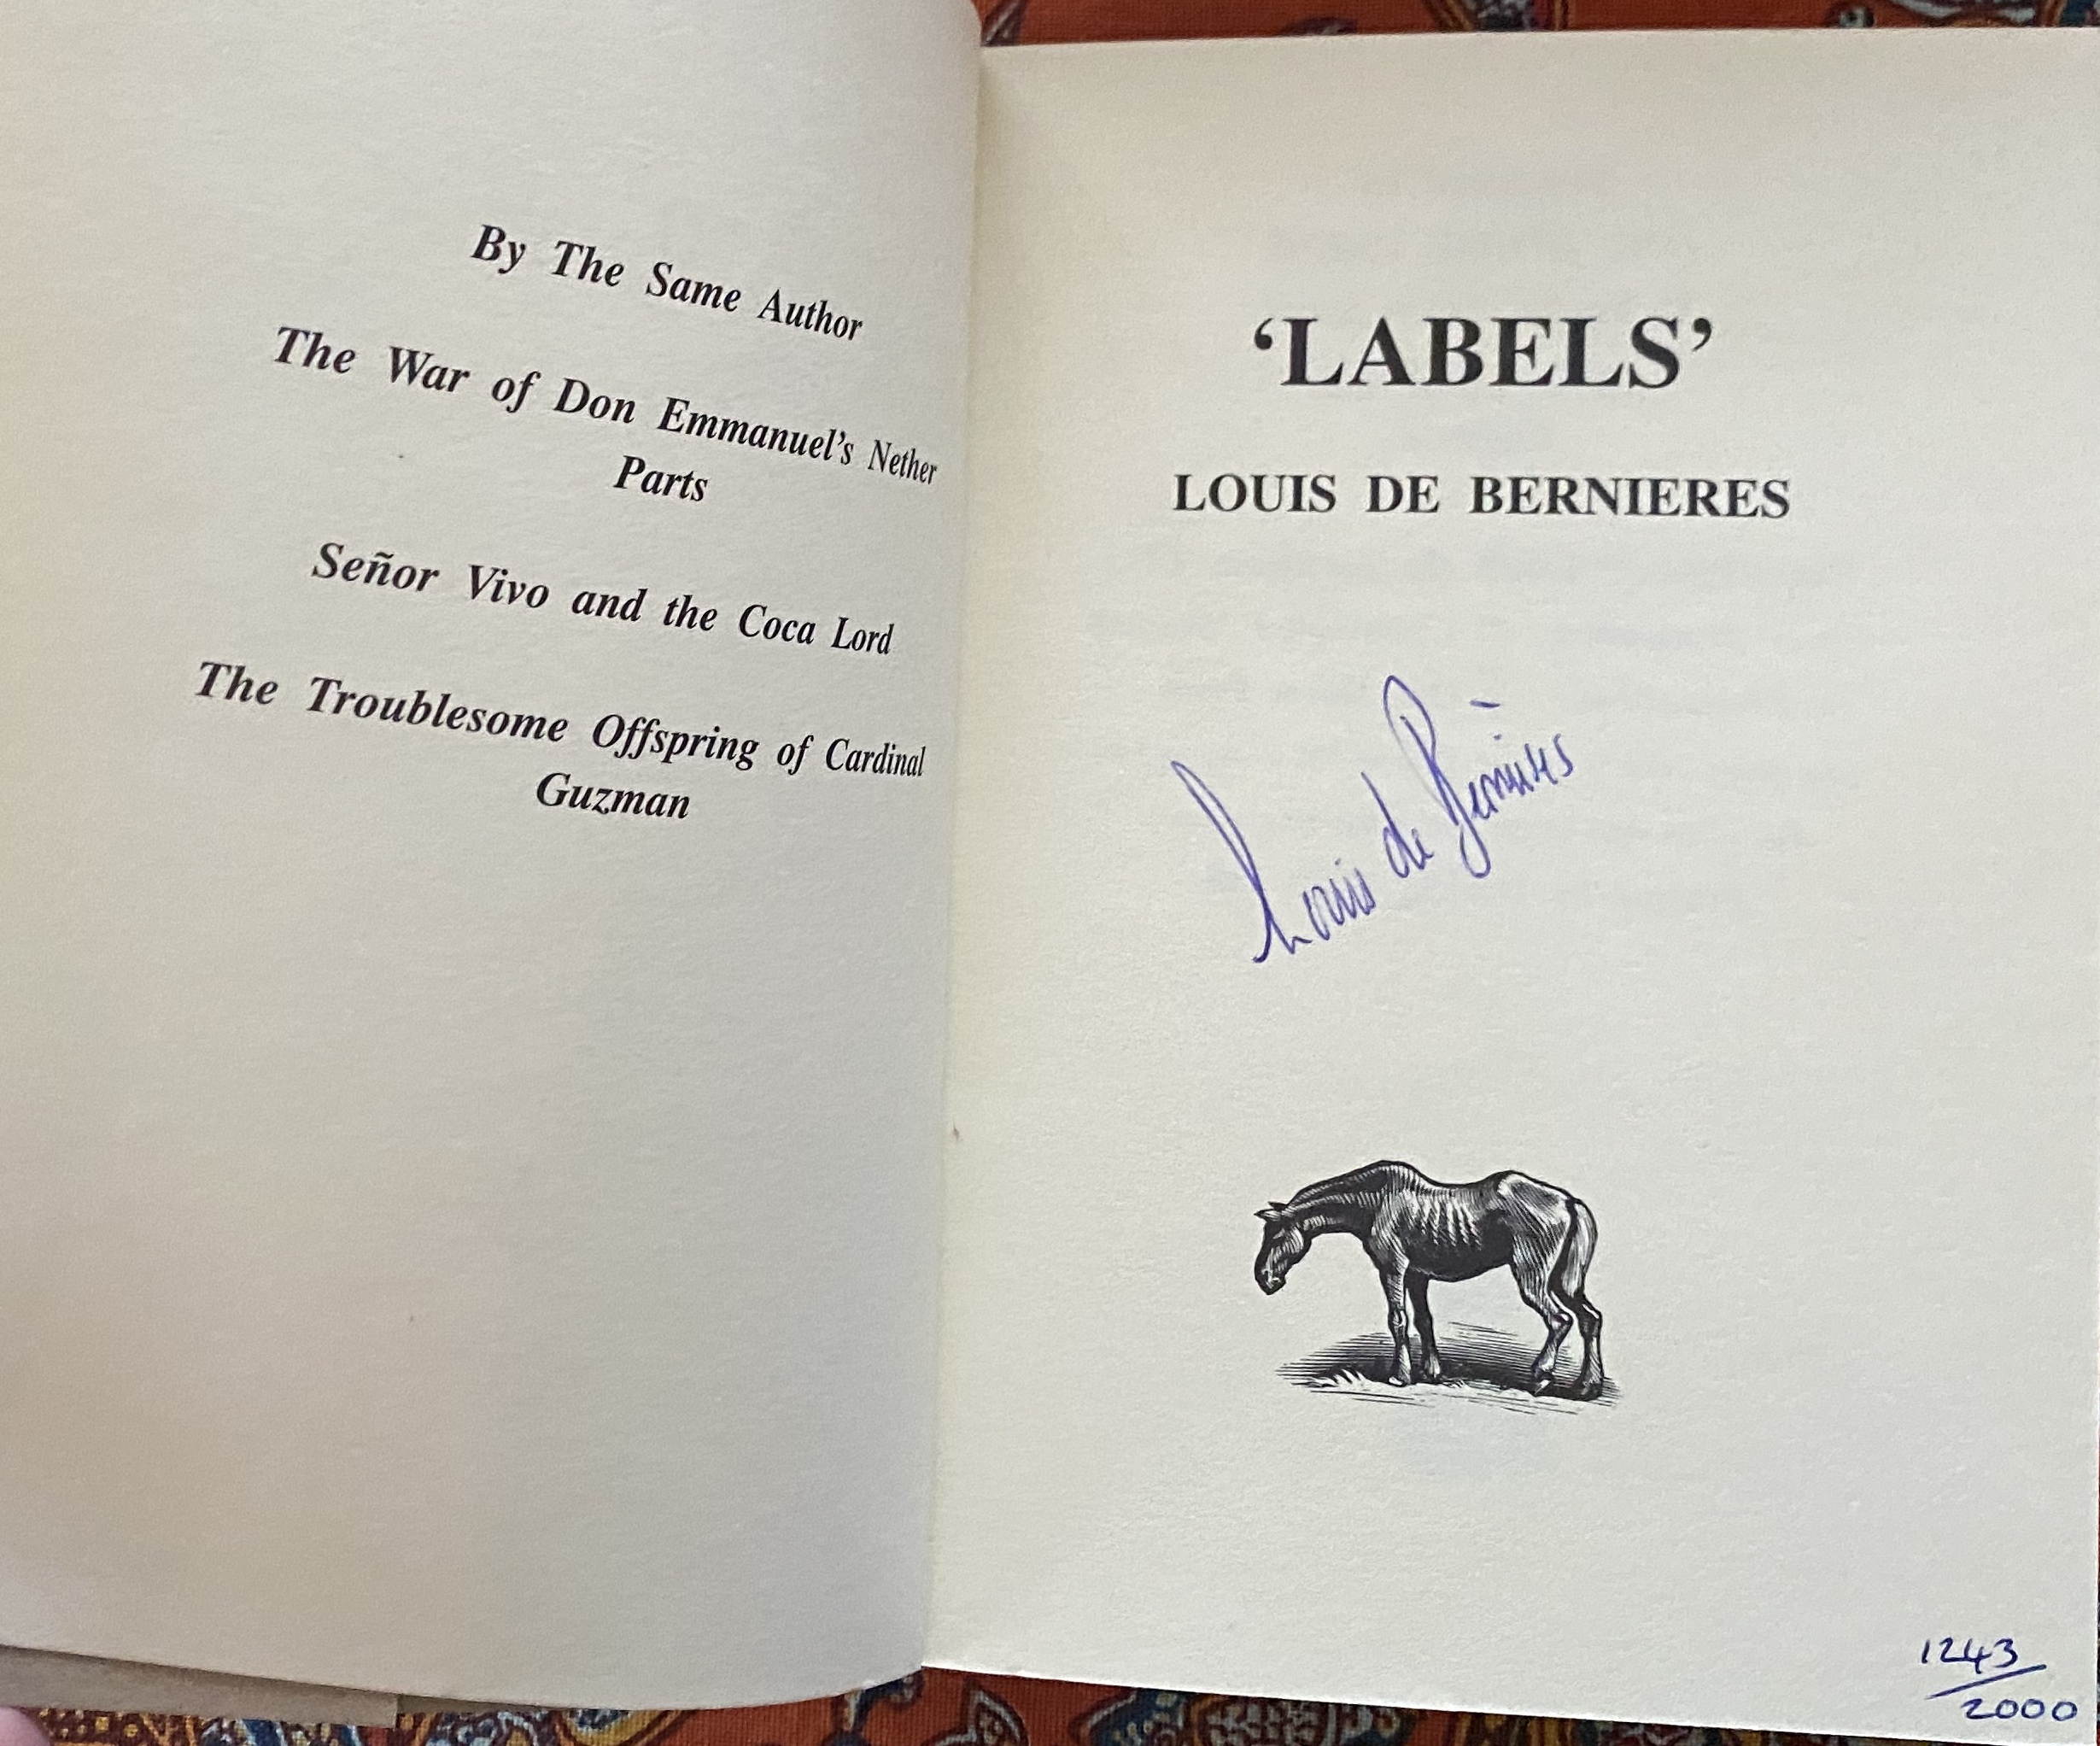 By The Same Author
The War of Don Emmanuel’s Nether
Parts
Señor Vivo and the Coca Lord
The Troublesome Offspring of Cardinal
Guzman
‘LABELS’
LOUIS DE BERNIERES
Louis de Bernières
1243
2000